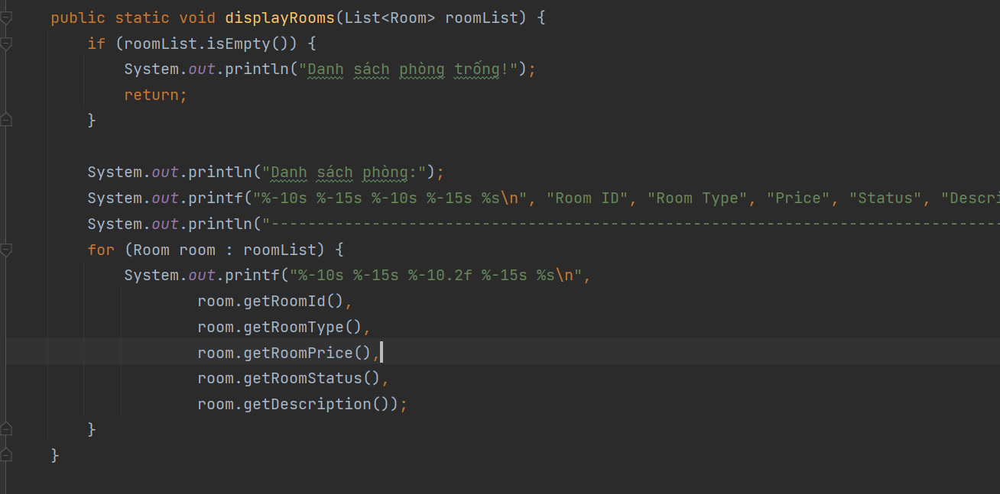 public static void displayRooms(List<Room> roomList) {
if (roomList.isEmpty()) {
System.out.println("Danh sách phòng trống!");
return;
}
System.out.println("Danh sách phòng:");
System.out.printf("%-10s %-15s %-10s %-15s %s\n", "Room ID", "Room Type", "Price", "Status", "Descri
System.out.println("--------------------------------------------------------------------------------
for (Room room : roomList) {
System.out.printf("%-10s %-15s %-10.2f %-15s %s\n",
room.getRoomId(),
room.getRoomType(),
room.getRoomPrice(),
room.getRoomStatus(),
room.getDescription());
}
}